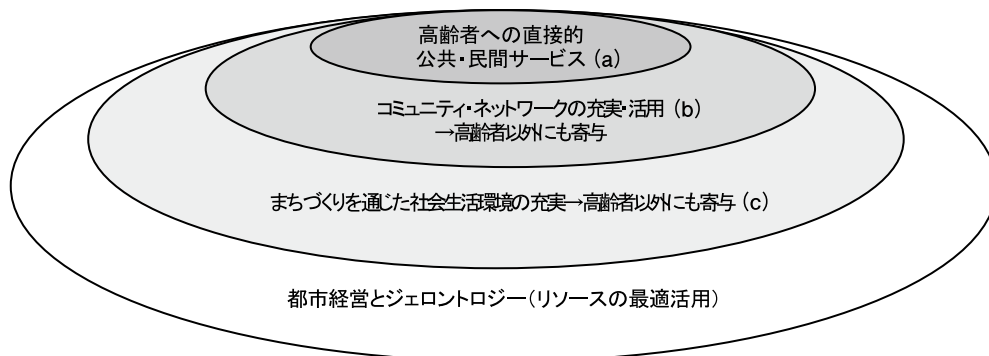 高齢者への直接的
公共・民間サービス（a）
コミュニティ・ネットワークの充実・活用（b）
→高齢者以外にも寄与
まちづくりを通じた社会生活環境の充実→高齢者以外にも寄与（c）
都市経営とジェロントロジー（リソースの最適活用）